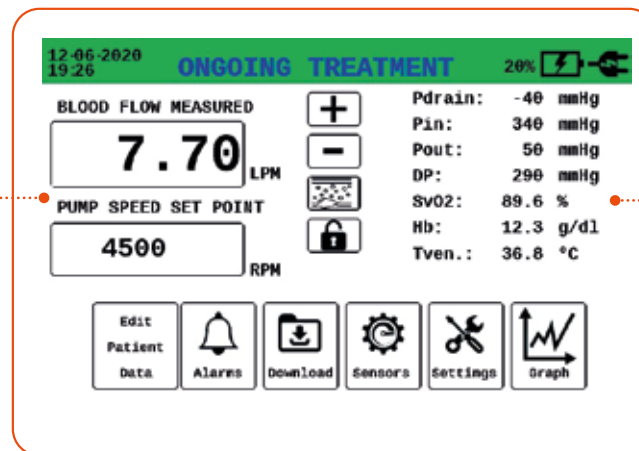 12-06-2020
19:26
ONGOING TREATMENT
20%
BLOOD FLOW MEASURED
7.70 LPM
PUMP SPEED SET POINT
4500 RPM
Pdrain: -40 mmHg
Pin: 340 mmHg
Pout: 50 mmHg
DP: 290 mmHg
SvO2: 89.6 %
Hb: 12.3 g/dl
Tven.: 36.8 °C
Edit
Patient
Data
Alarms
Download
Sensors
Settings
Graph